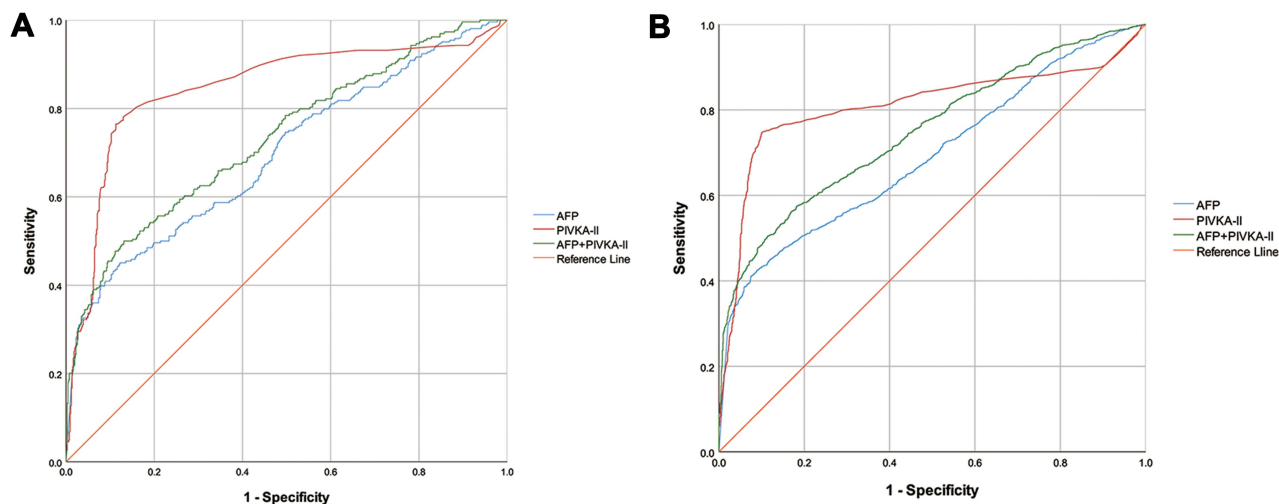 A
1.0
0.8
0.6
0.4
0.2
0.0
Sensitivity
0.0
0.2
0.4
0.6
0.8
1.0
1 - Specificity
AFP
PIVKA-II
AFP+PIVKA-II
Reference Line
B
1.0
0.8
0.6
0.4
0.2
0.0
Sensitivity
0.0
0.2
0.4
0.6
0.8
1.0
1 - Specificity
AFP
PIVKA-II
AFP+PIVKA-II
Reference Lline